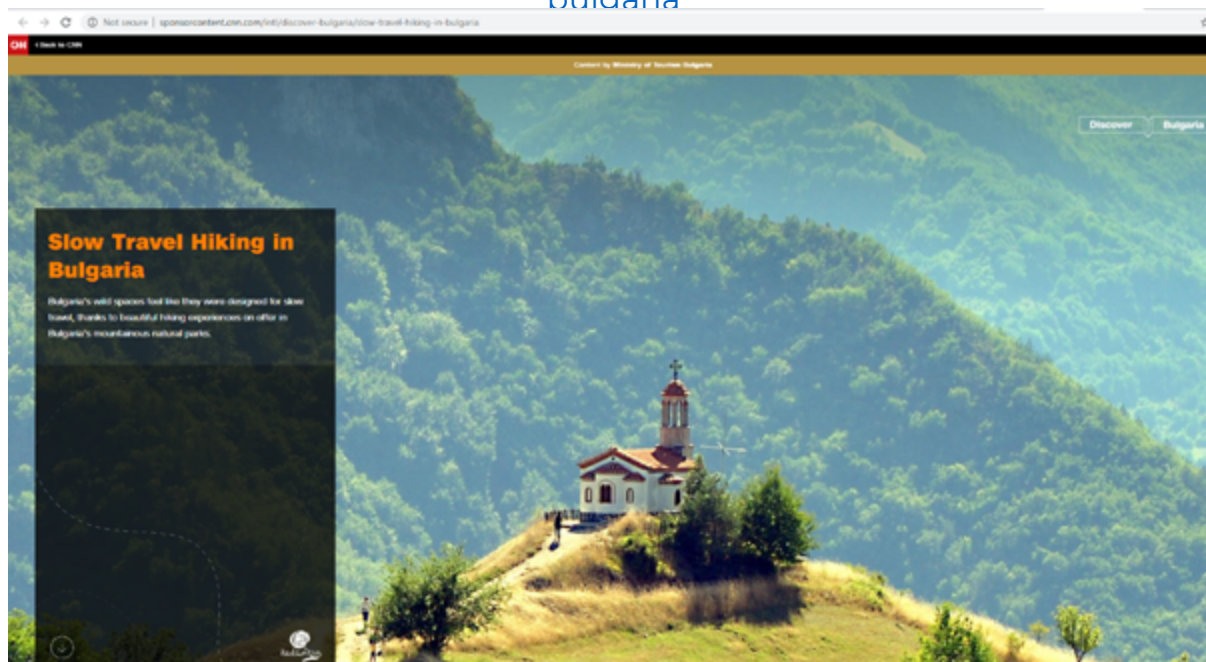 bulgaria
Not secure | sponsorcontent.cnn.com/intl/discover-bulgaria/slow-travel-hiking-in-bulgaria
CNN
Back to CNN
Content by Ministry of Tourism Bulgaria
Discover
Bulgaria
Slow Travel Hiking in
Bulgaria
Bulgaria's wild spaces feel like they were designed for slow
travel, thanks to beautiful hiking experiences on offer in
Bulgaria's mountainous natural parks.